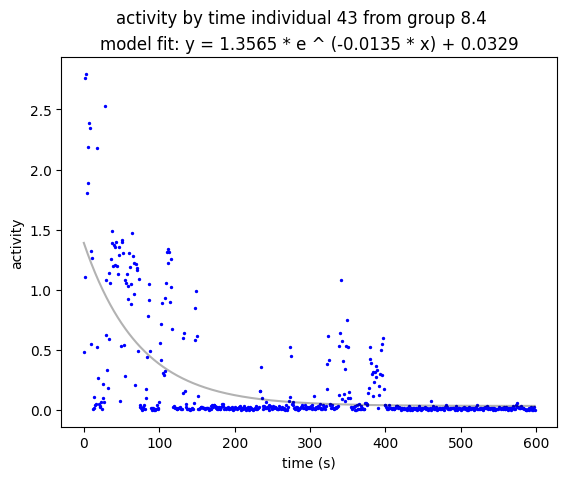 activity by time individual 43 from group 8.4
model fit: y = 1.3565 * e ^ (-0.0135 * x) + 0.0329
2.5
2.0
1.5
1.0
0.5
0.0
activity
0 100 200 300 400 500 600
time (s)